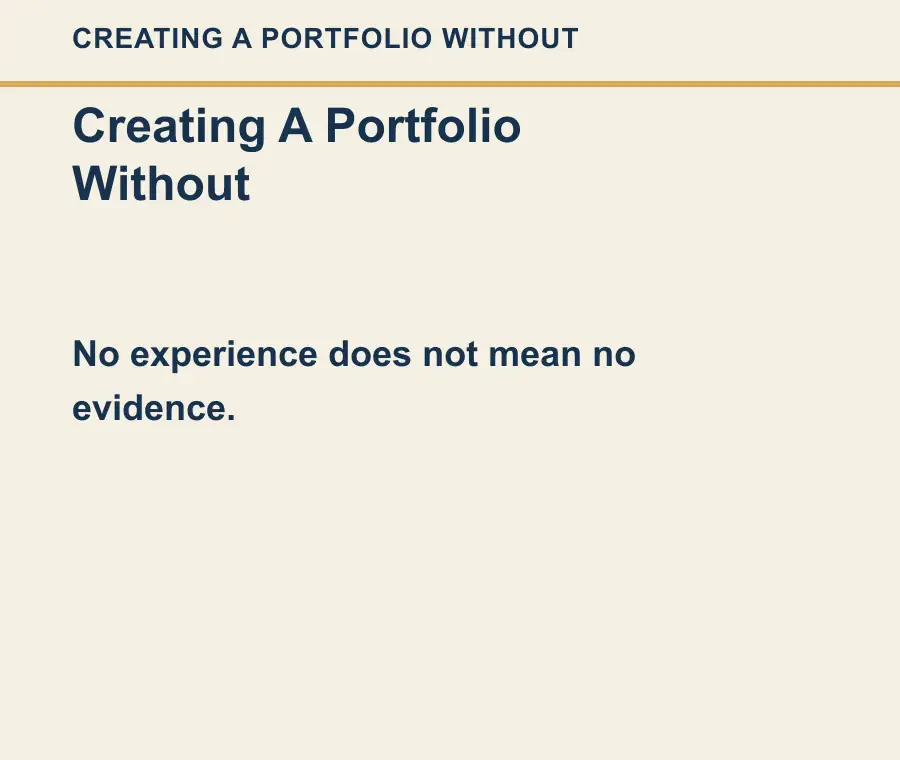 CREATING A PORTFOLIO WITHOUT
Creating A Portfolio
Without
No experience does not mean no
evidence.